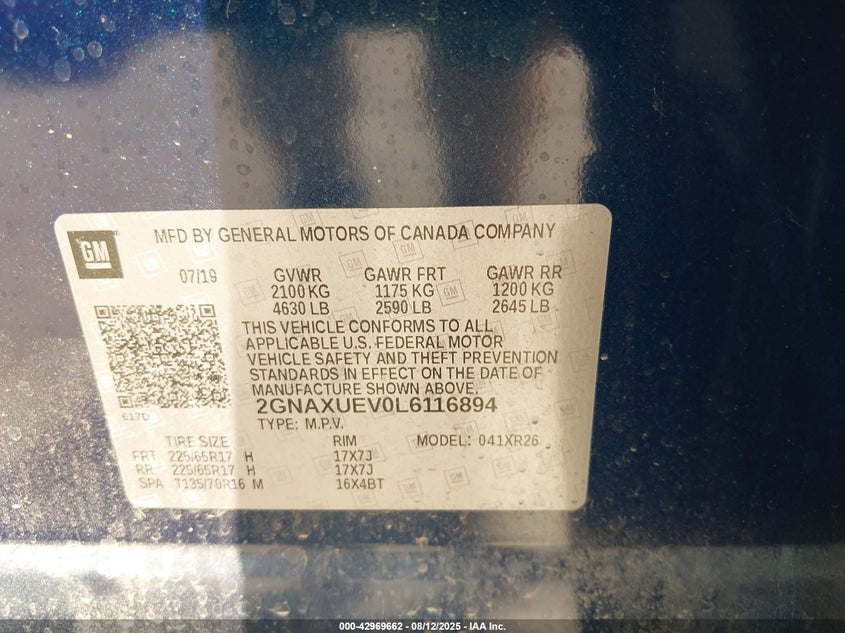 GM
MFD BY GENERAL MOTORS OF CANADA COMPANY
07/19 GVWR GAWR FRT GAWR RR
2100 KG 1175 KG 1200 KG
4630 LB 2590 LB 2645 LB
THIS VEHICLE CONFORMS TO ALL
APPLICABLE U.S. FEDERAL MOTOR
VEHICLE SAFETY AND THEFT PREVENTION
STANDARDS IN EFFECT ON THE DATE OF
MANUFACTURE SHOWN ABOVE.
617D
2GNAXUEV0L6116894
TYPE: M.P.V.
TIRE SIZE RIM MODEL: 041XR26
FRT 225/65R17 H 17X7J
RR 225/65R17 H 17X7J
SPA T135/70R16 M 16X4BT
000-42969662 - 08/12/2025 - IAA Inc.